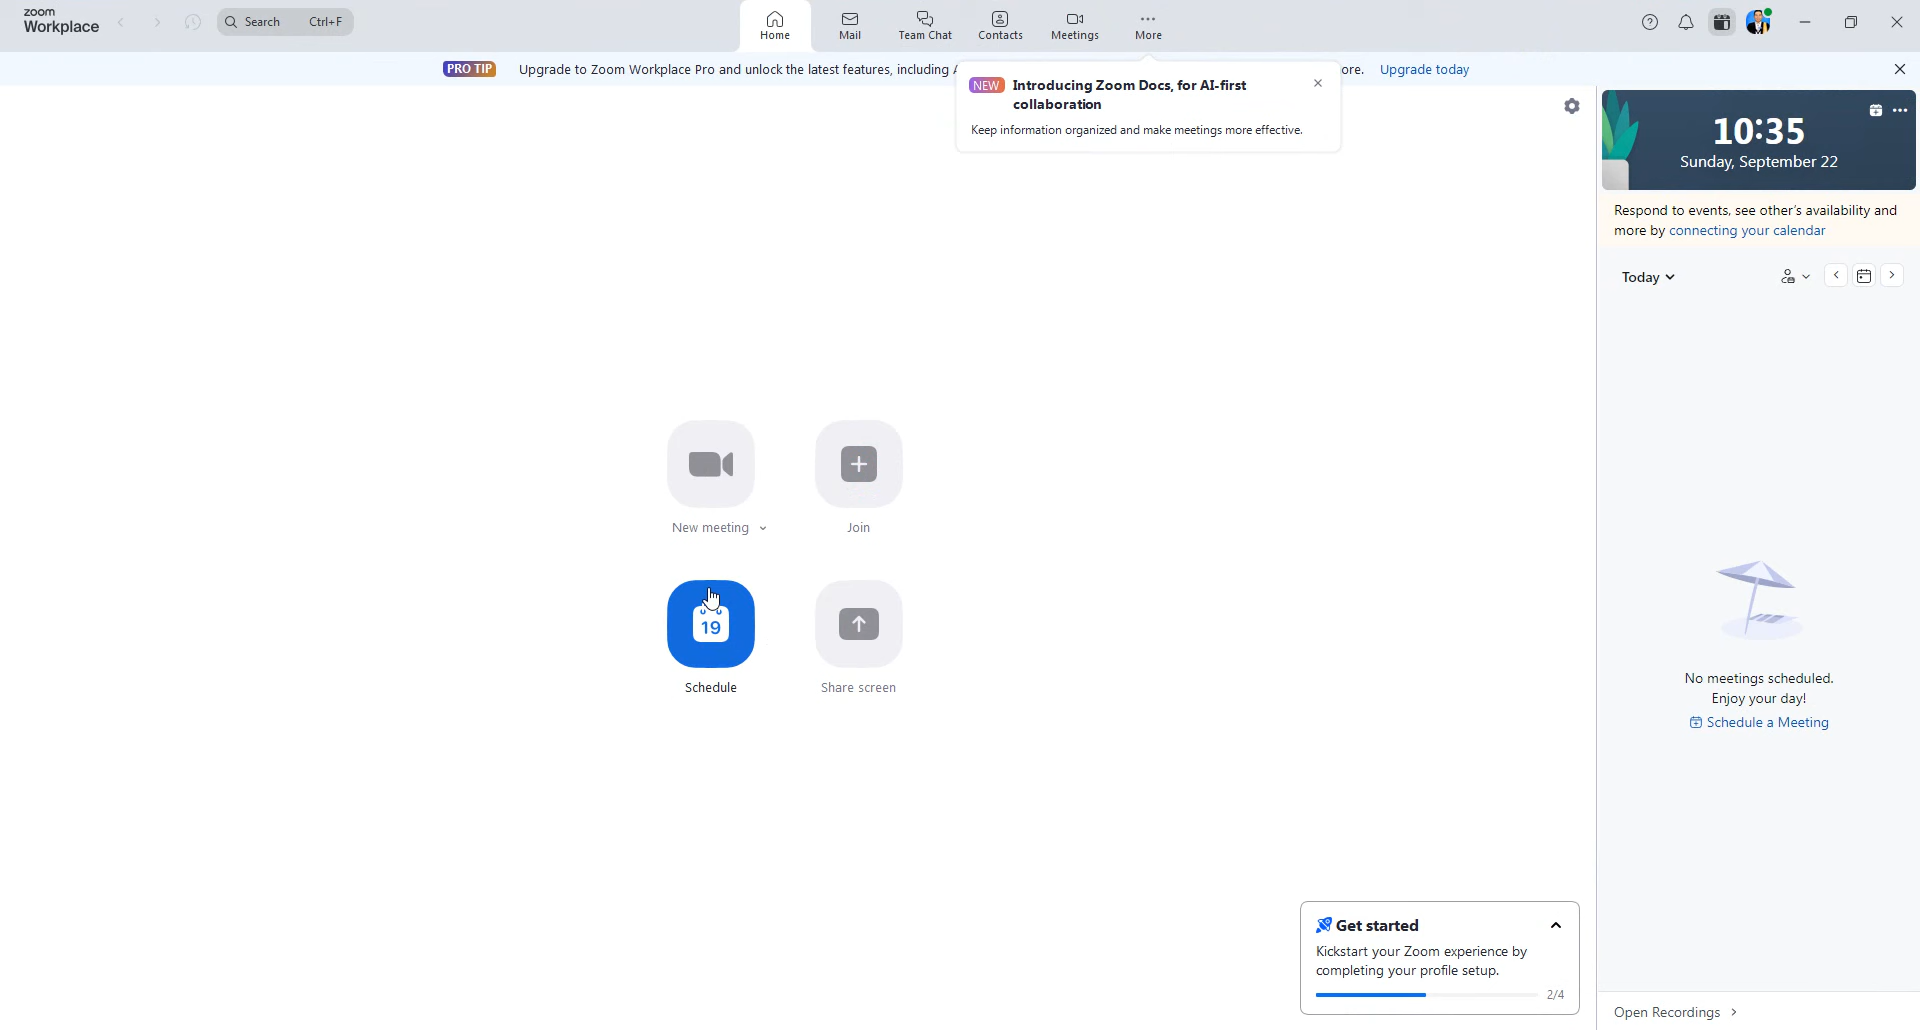 zoom
Workplace
Search Ctrl+F
Home
Mail
Team Chat
Contacts
Meetings
More
PRO TIP Upgrade to Zoom Workplace Pro and unlock the latest features, including
ore. Upgrade today
NEW Introducing Zoom Docs, for AI-first
collaboration
Keep information organized and make meetings more effective.
10:35
Sunday, September 22
Respond to events, see other's availability and
more by connecting your calendar
Today
New meeting
Join
19
Schedule
Share screen
No meetings scheduled.
Enjoy your day!
Schedule a Meeting
Get started
Kickstart your Zoom experience by
completing your profile setup.
2/4
Open Recordings